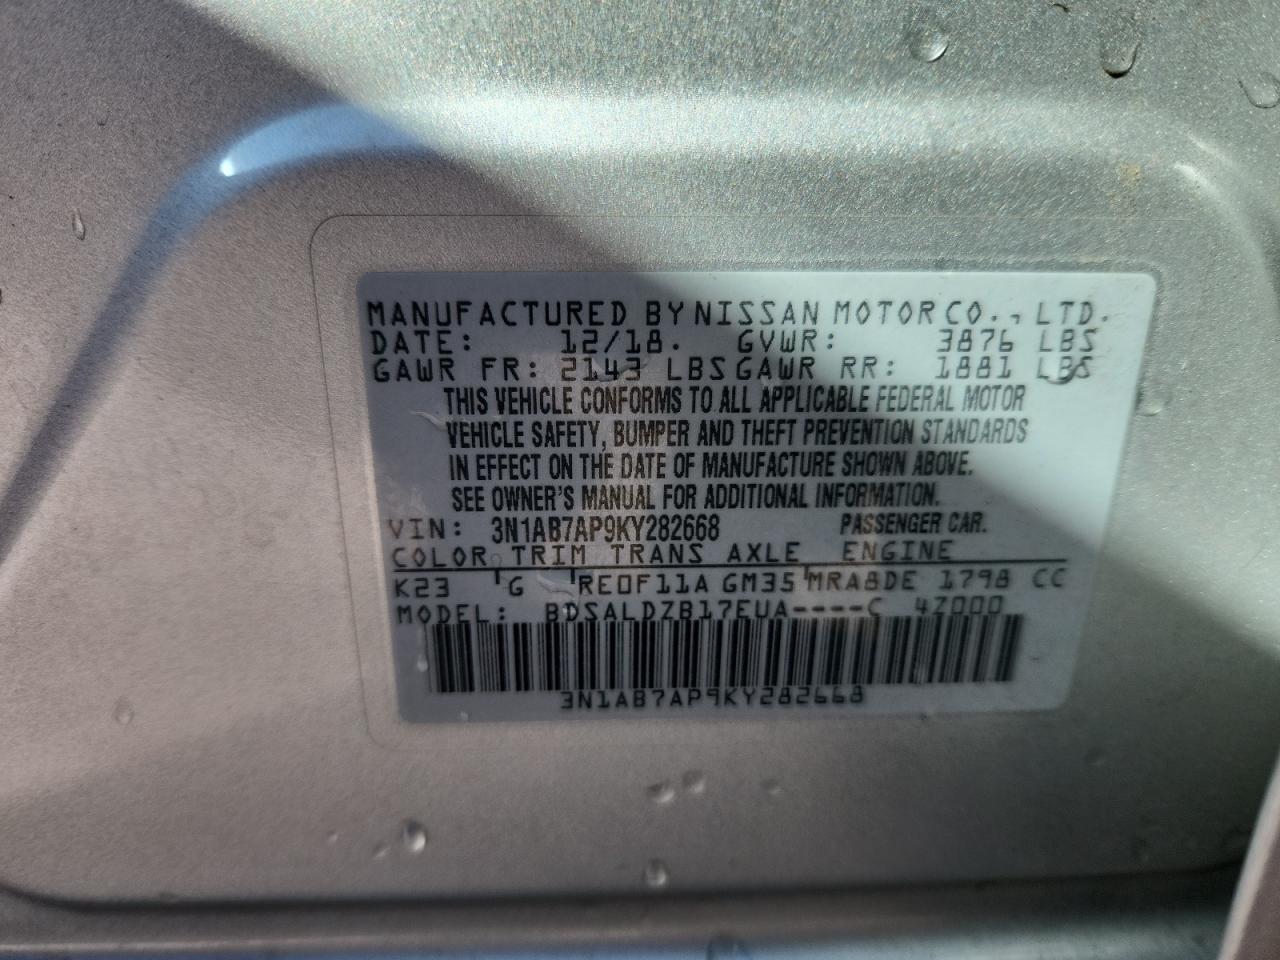 MANUFACTURED BY NISSAN MOTOR CO., LTD.
DATE: 12/18. GVWR: 3876 LBS
GAWR FR: 2143 LBS GAWR RR: 1881 LBS
THIS VEHICLE CONFORMS TO ALL APPLICABLE FEDERAL MOTOR
VEHICLE SAFETY, BUMPER AND THEFT PREVENTION STANDARDS
IN EFFECT ON THE DATE OF MANUFACTURE SHOWN ABOVE.
SEE OWNER'S MANUAL FOR ADDITIONAL INFORMATION.
VIN: 3N1AB7AP9KY282668 PASSENGER CAR.
COLOR TRIM TRANS AXLE ENGINE
K23 G RE0F11A GM35 MRA8DE 1798 CC
MODEL: BDSALDZB17EUA----C 4Z000
3N1AB7AP9KY282668